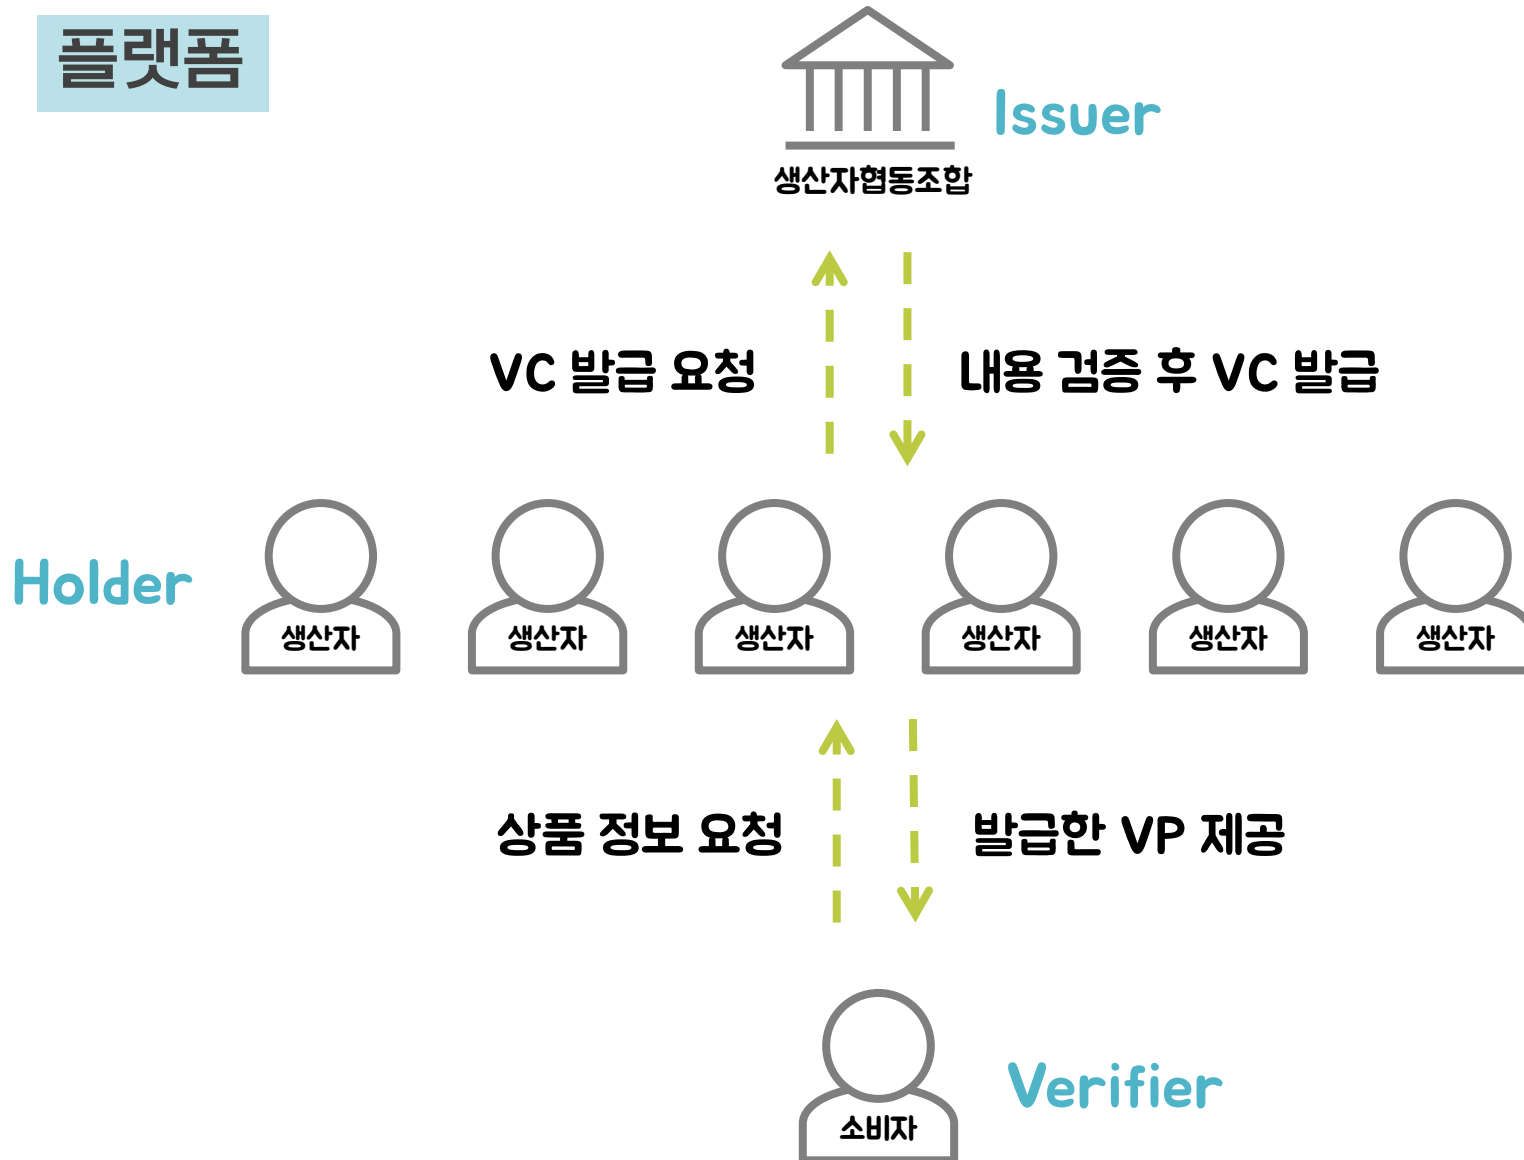 플랫폼
Issuer
생산자협동조합
VC 발급 요청
내용 검증 후 VC 발급
Holder
생산자
생산자
생산자
생산자
생산자
생산자
상품 정보 요청
발급한 VP 제공
Verifier
소비자